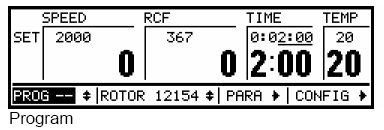 SPEED RCF TIME TEMP
SET 2000 367 0:02:00 20
0 0 2:00 20
PROG -- ♦ ROTOR 12154 ♦ PARA ▶ CONFIG ▶
Program